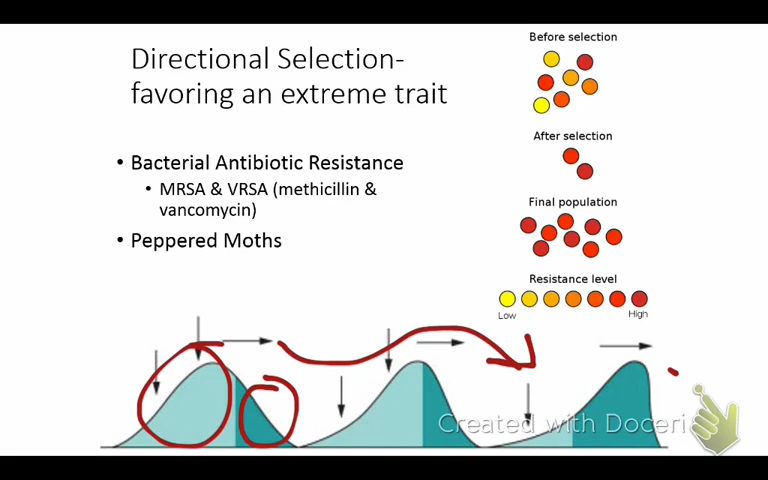 Directional Selection-
favoring an extreme trait
• Bacterial Antibiotic Resistance
• MRSA & VRSA (methicillin &
vancomycin)
• Peppered Moths
Before selection
After selection
Final population
Resistance level
Low
High
Created with Doceri